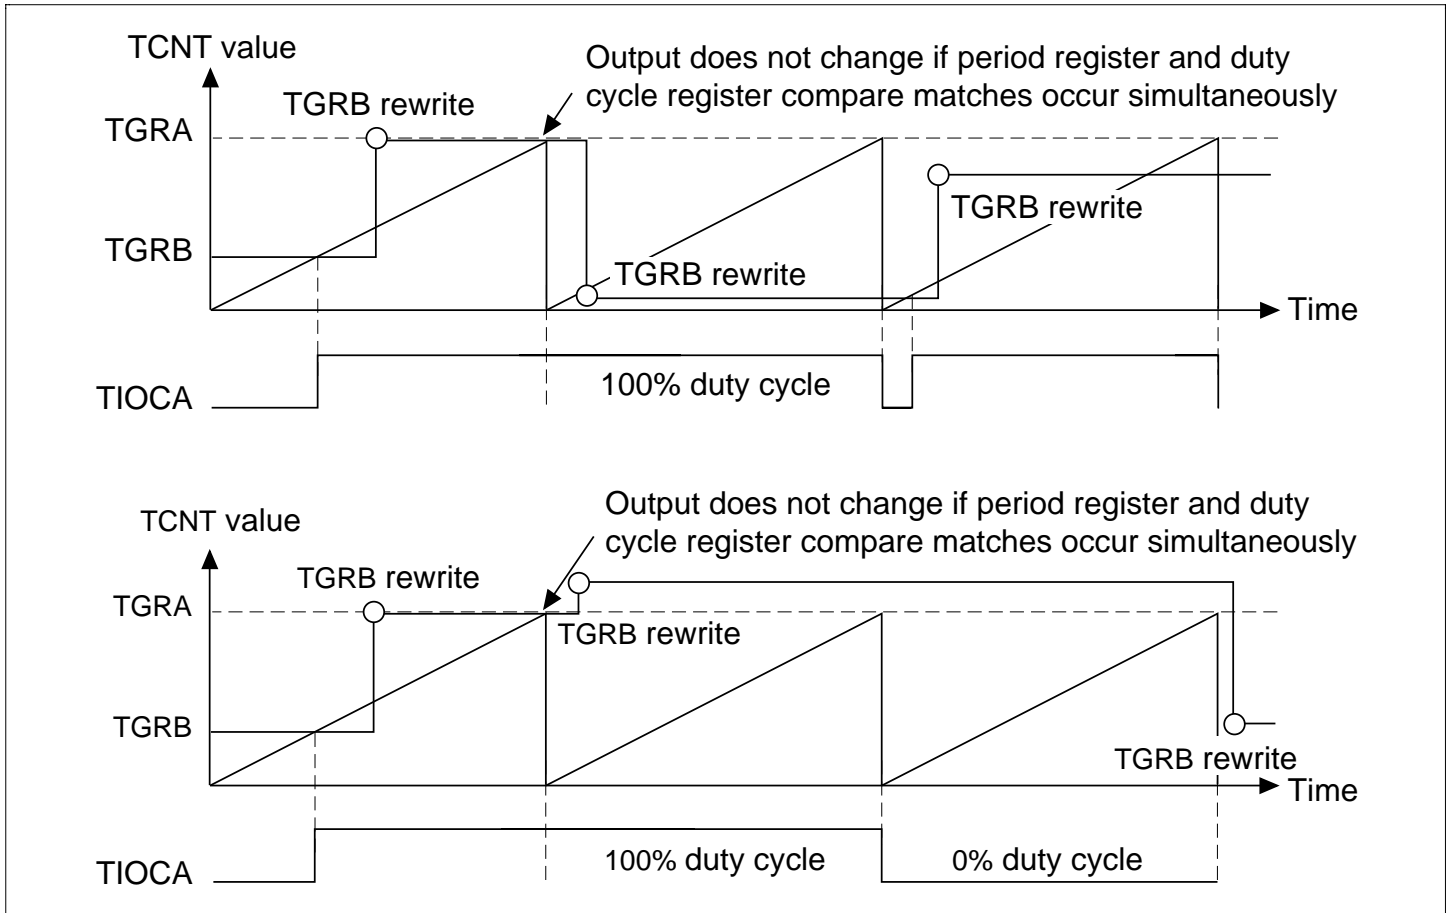 TCNT value
Output does not change if period register and duty
cycle register compare matches occur simultaneously
TGRB rewrite
TGRA
TGRB rewrite
TGRB
TGRB rewrite
Time
100% duty cycle
TIOCA
Output does not change if period register and duty
cycle register compare matches occur simultaneously
TCNT value
TGRB rewrite
TGRA
TGRB rewrite
TGRB
TGRB rewrite
Time
100% duty cycle
0% duty cycle
TIOCA